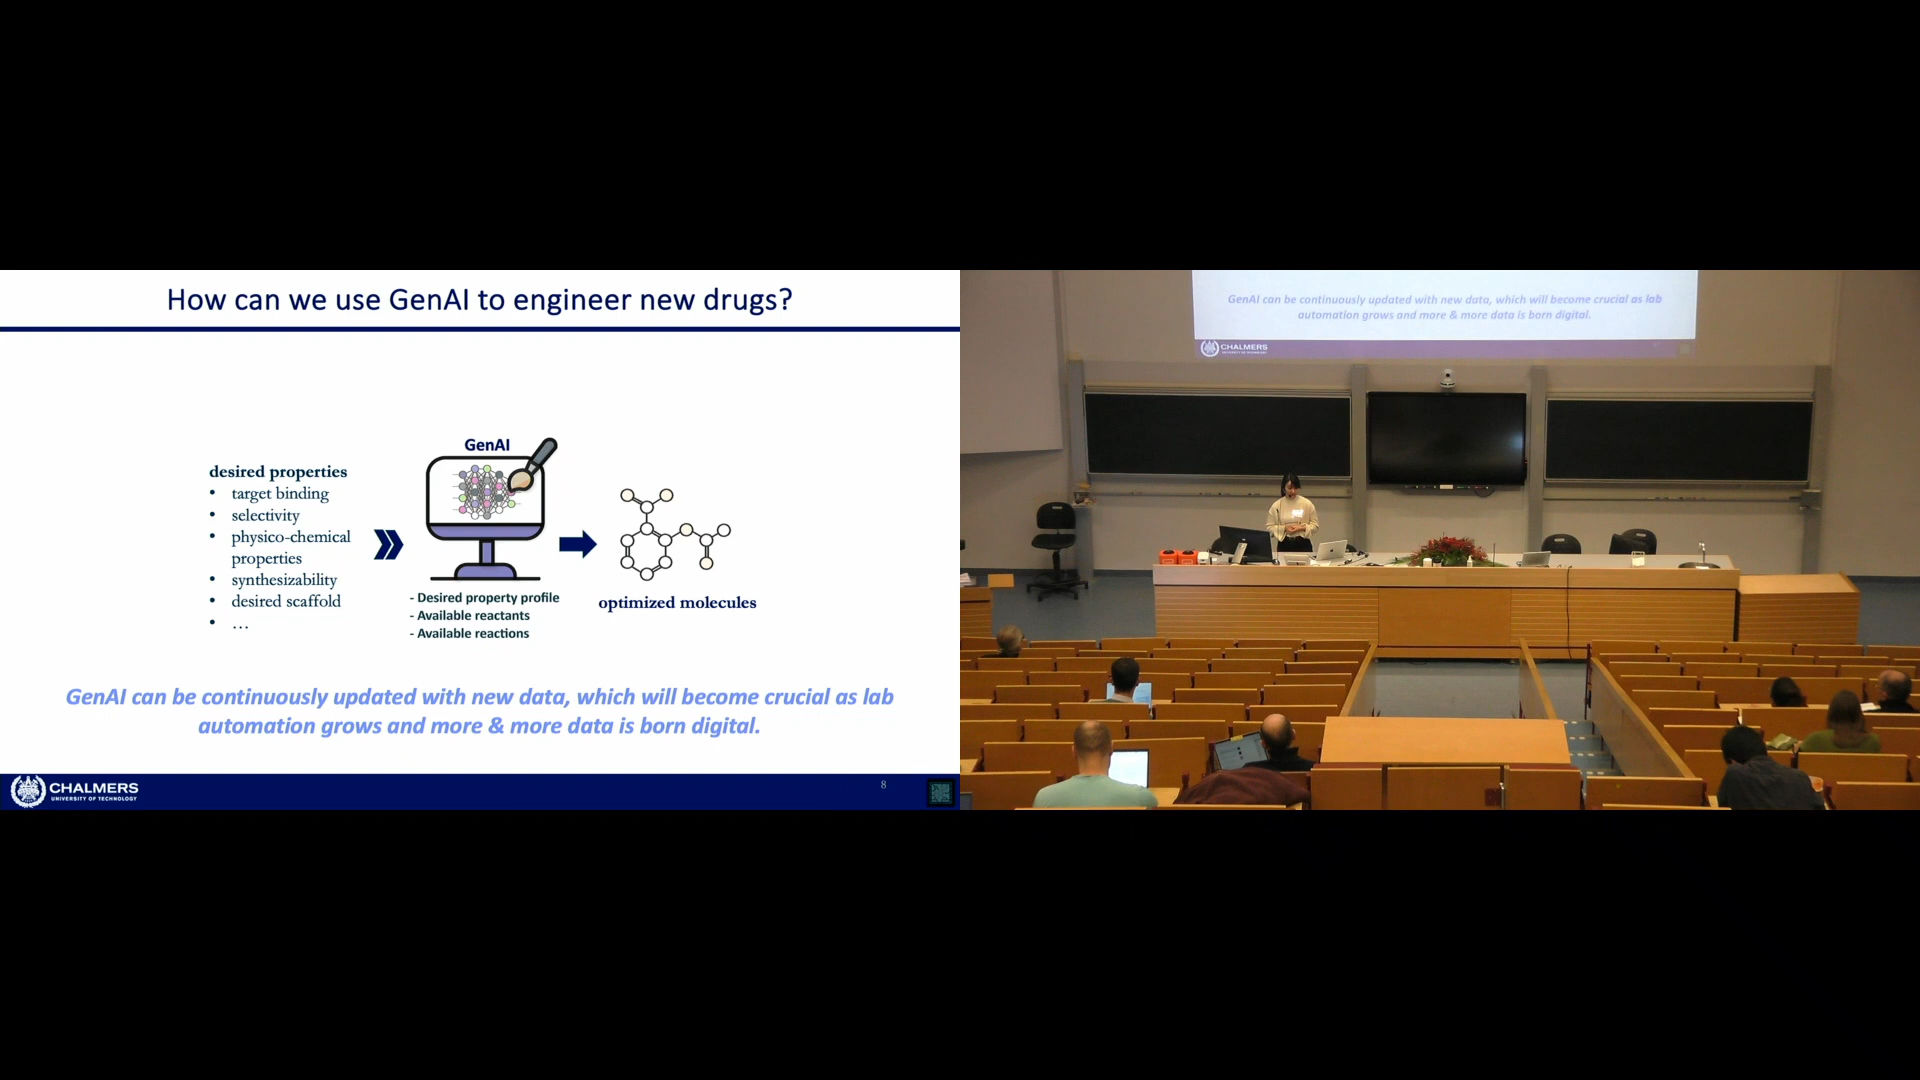 How can we use GenAI to engineer new drugs?
GenAI
desired properties
• target binding
• selectivity
• physico-chemical
properties
• synthesizability
• desired scaffold
• …
- Desired property profile
- Available reactants
- Available reactions
optimized molecules
GenAI can be continuously updated with new data, which will become crucial as lab
automation grows and more & more data is born digital.
CHALMERS
UNIVERSITY OF TECHNOLOGY
8
GenAI can be continuously updated with new data, which will become crucial as lab
automation grows and more & more data is born digital.
CHALMERS
UNIVERSITY OF TECHNOLOGY